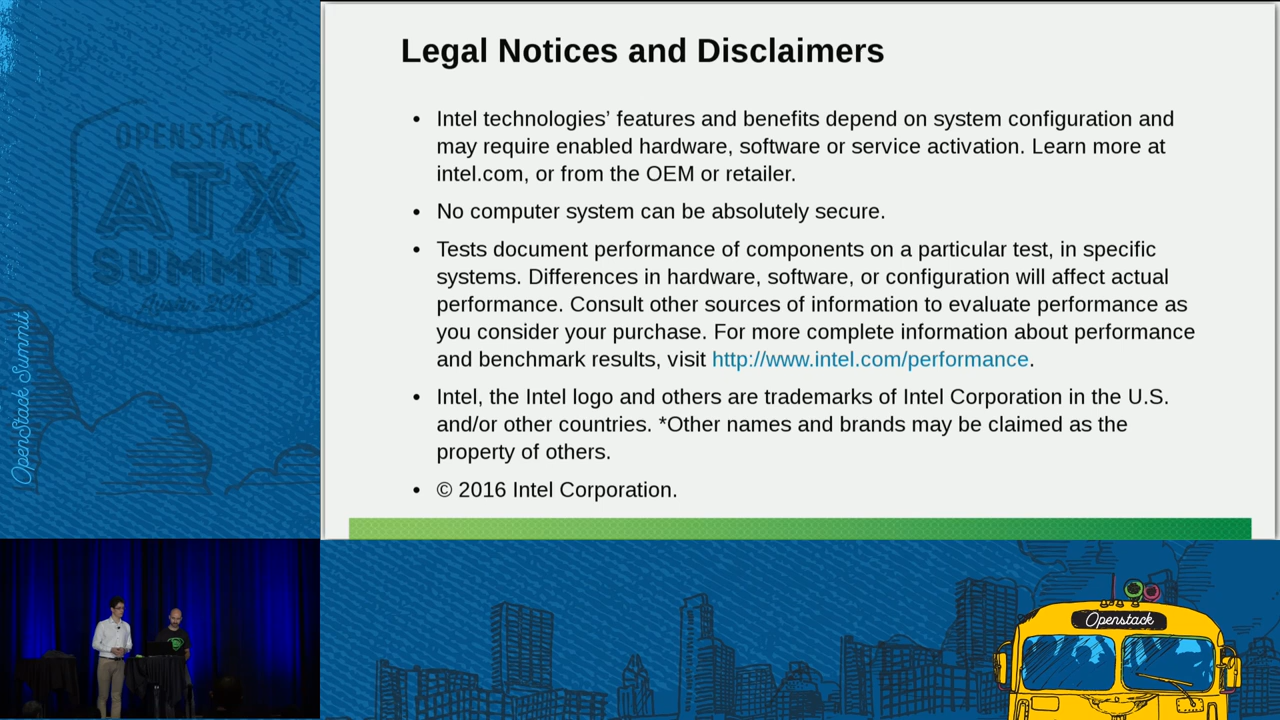 Legal Notices and Disclaimers
• Intel technologies’ features and benefits depend on system configuration and
may require enabled hardware, software or service activation. Learn more at
intel.com, or from the OEM or retailer.
• No computer system can be absolutely secure.
• Tests document performance of components on a particular test, in specific
systems. Differences in hardware, software, or configuration will affect actual
performance. Consult other sources of information to evaluate performance as
you consider your purchase. For more complete information about performance
and benchmark results, visit http://www.intel.com/performance.
• Intel, the Intel logo and others are trademarks of Intel Corporation in the U.S.
and/or other countries. *Other names and brands may be claimed as the
property of others.
• © 2016 Intel Corporation.
OPENSTACK
ATX
SUMMIT
Austin 2016
OpenStack Summit
Openstack